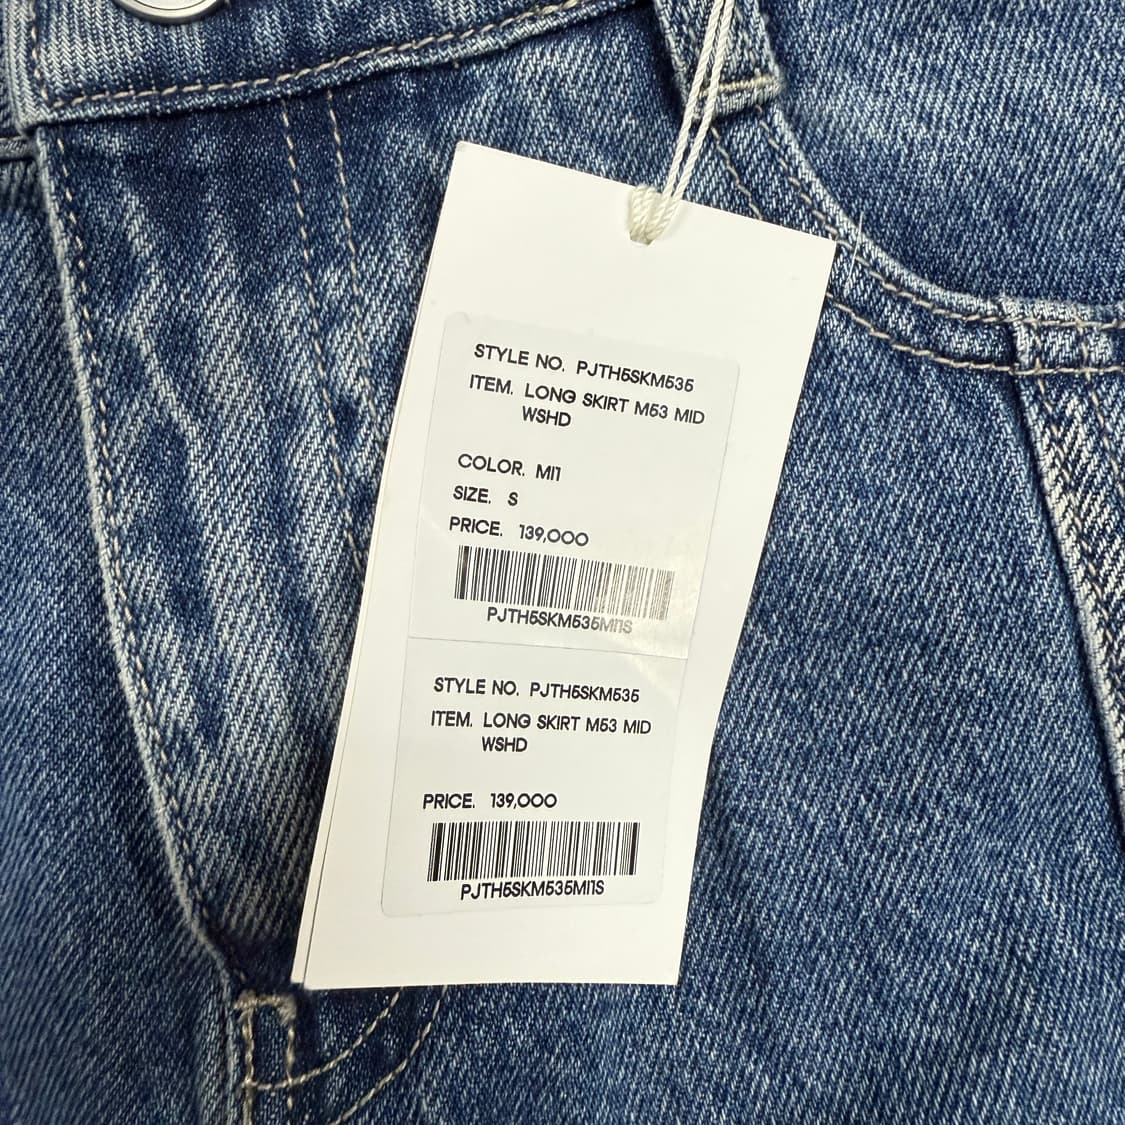 STYLE NO. PJTH5SKM535
ITEM. LONG SKIRT M53 MID
WSHD
COLOR. MI1
SIZE. S
PRICE. 139,000
PJTH5SKM535MI1S
STYLE NO. PJTH5SKM535
ITEM. LONG SKIRT M53 MID
WSHD
PRICE. 139,000
PJTH5SKM535MI1S